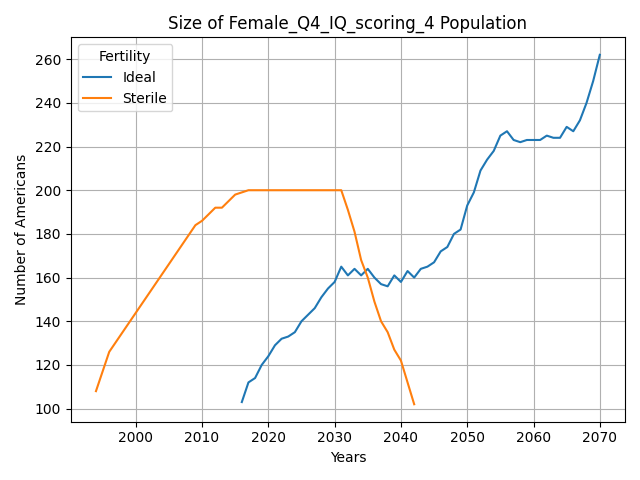 Size of Female_Q4_IQ_scoring_4 Population
Fertility
Ideal
Sterile
Number of Americans
260
240
220
200
180
160
140
120
100
2000 2010 2020 2030 2040 2050 2060 2070
Years